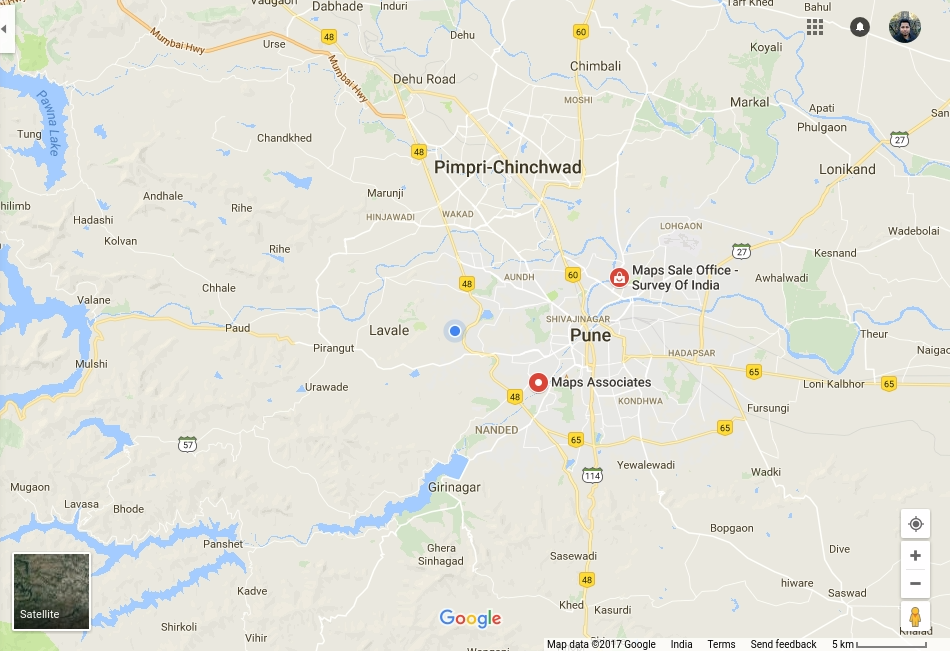 Vadgaon
Dabhade
Induri
Tarf Khed
Bahul
48
60
Mumbai Hwy
Urse
Dehu
Koyali
Mumbai Hwy
Chimbali
Dehu Road
Pawna Lake
MOSHI
Markal
Apati
Tung
Phulgaon
San
27
Chandkhed
48
Pimpri-Chinchwad
Lonikand
Andhale
Marunji
hilimb
Rihe
Hadashi
HINJAWADI
WAKAD
LOHGAON
Wadebolai
Kolvan
Rihe
27
Kesnand
Maps Sale Office -
Survey Of India
AUNDH
60
Awhalwadi
48
Chhale
Valane
SHIVAJINAGAR
Paud
Lavale
Pune
Theur
Pirangut
HADAPSAR
Naigao
Mulshi
65
Urawade
Maps Associates
Loni Kalbhor
65
48
KONDHWA
Fursungi
NANDED
65
65
57
Yewalewadi
114
Wadki
Mugaon
Girinagar
Lavasa
Bhode
Bopgaon
Panshet
Ghera
Sinhagad
Dive
Sasewadi
48
hiware
Kadve
Saswad
Satellite
Khed
Kasurdi
Google
Shirkoli
Vihir
Khalad
Map data ©2017 Google India Terms Send feedback 5 km